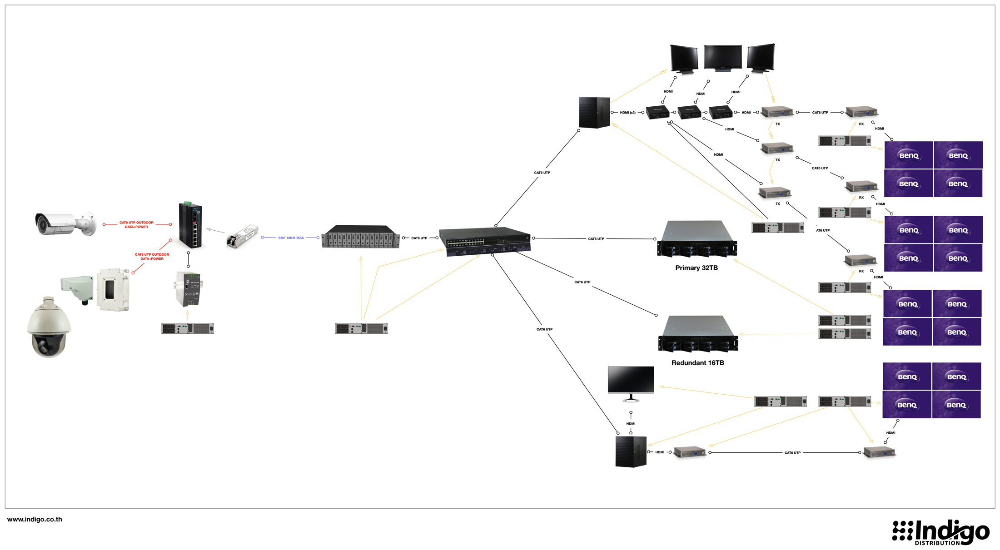 HDMI
HDMI
HDMI
HDMI (x3)
HDMI
CAT6 UTP
TX
RX
HDMI
HDMI
BenQ
BenQ
HDMI
TX
CAT6 UTP
CAT6 UTP
BenQ
BenQ
RX
HDMI
TX
CAT6 UTP OUTDOOR
DATA+POWER
SMF 10KM MAX
CAT6 UTP
CAT6 UTP
AT6 UTP
BenQ
BenQ
CAT6 UTP OUTDOOR
DATA+POWER
BenQ
BenQ
Primary 32TB
RX
HDMI
CAT6 UTP
BenQ
BenQ
CAT6 UTP
BenQ
BenQ
Redundant 16TB
BenQ
BenQ
BenQ
BenQ
HDMI
HDMI
HDMI
CAT6 UTP
www.indigo.co.th
Indigo
DISTRIBUTION